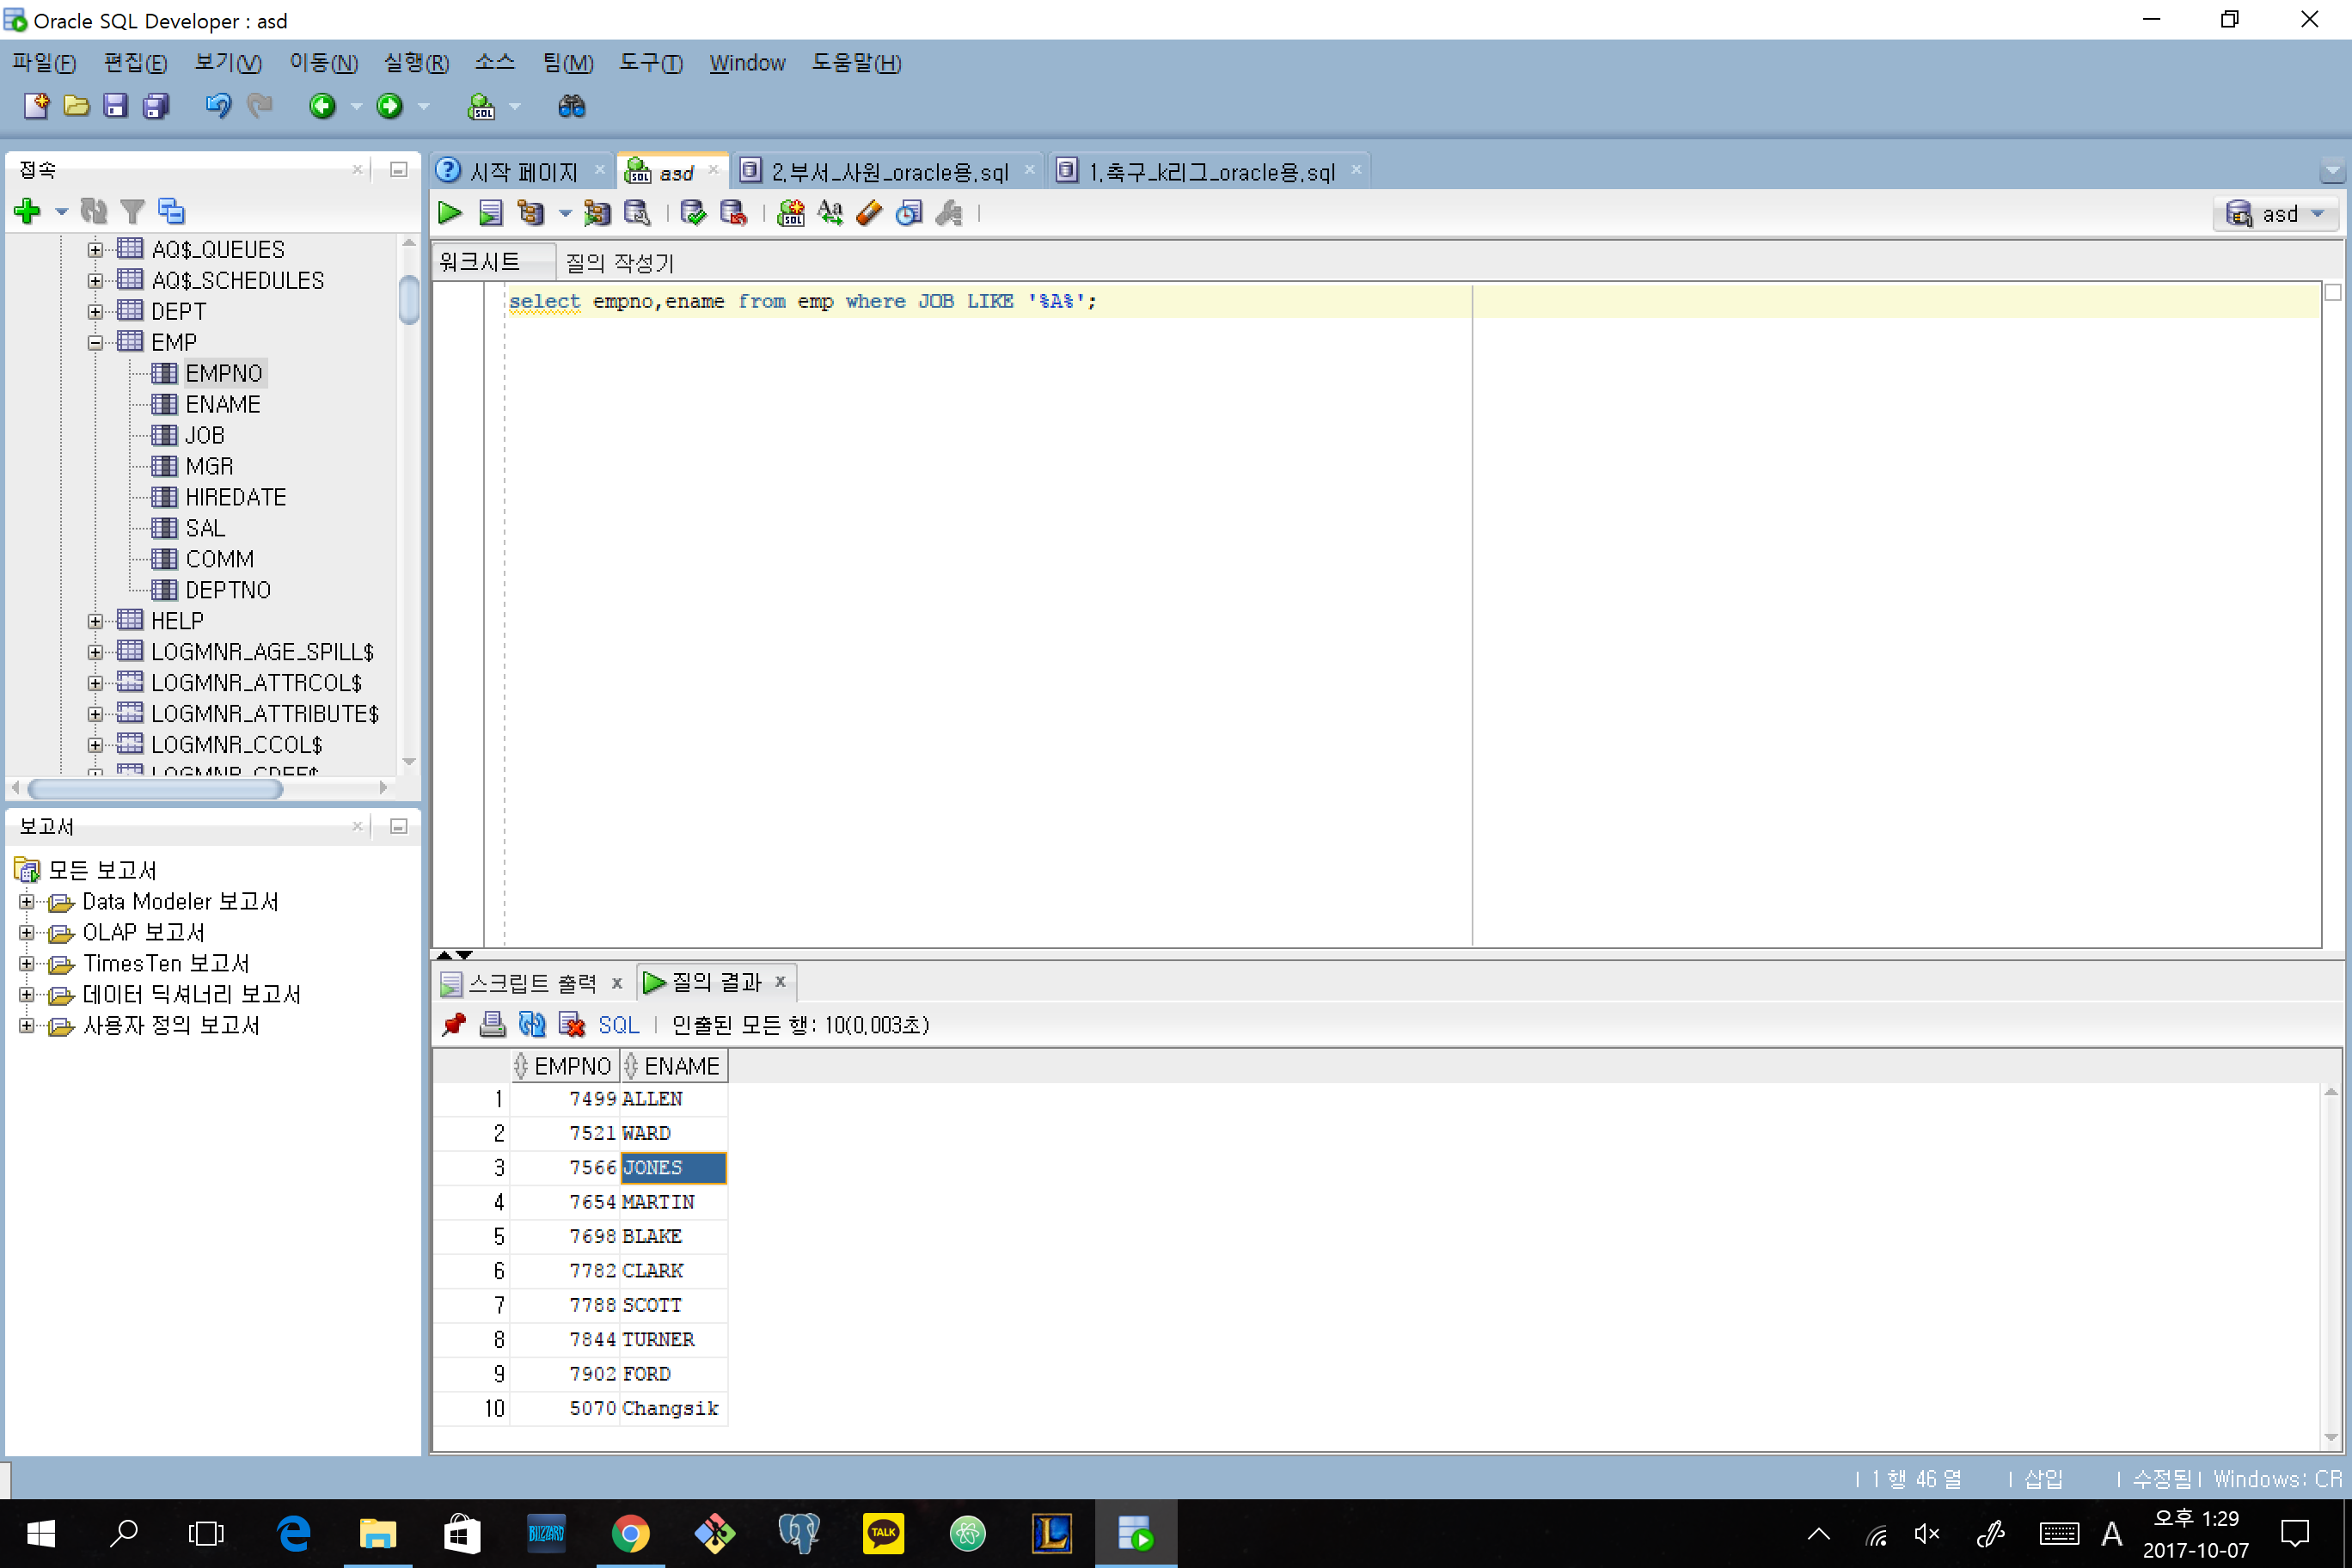 Oracle SQL Developer : asd
파일(F) 편집(E) 보기(V) 이동(N) 실행(R) 소스 팀(M) 도구(T) Window 도움말(H)
접속
AQ$_QUEUES
AQ$_SCHEDULES
DEPT
EMP
EMPNO
ENAME
JOB
MGR
HIREDATE
SAL
COMM
DEPTNO
HELP
LOGMNR_AGE_SPILL$
LOGMNR_ATTRCOL$
LOGMNR_ATTRIBUTE$
LOGMNR_CCOL$
LOGMNR_CDEF$
보고서
모든 보고서
Data Modeler 보고서
OLAP 보고서
TimesTen 보고서
데이터 딕셔너리 보고서
사용자 정의 보고서
시작 페이지 asd 2.부서_사원_oracle용.sql 1.축구_k리그_oracle용.sql
asd
워크시트 질의 작성기
select empno,ename from emp where JOB LIKE '%A%';
스크립트 출력 질의 결과
SQL 인출된 모든 행: 10(0.003초)
EMPNO ENAME
1 7499 ALLEN
2 7521 WARD
3 7566 JONES
4 7654 MARTIN
5 7698 BLAKE
6 7782 CLARK
7 7788 SCOTT
8 7844 TURNER
9 7902 FORD
10 5070 Changsik
1 행 46 열 삽입 수정됨 Windows: CR
BLIZZARD
TALK
A
오후 1:29
2017-10-07